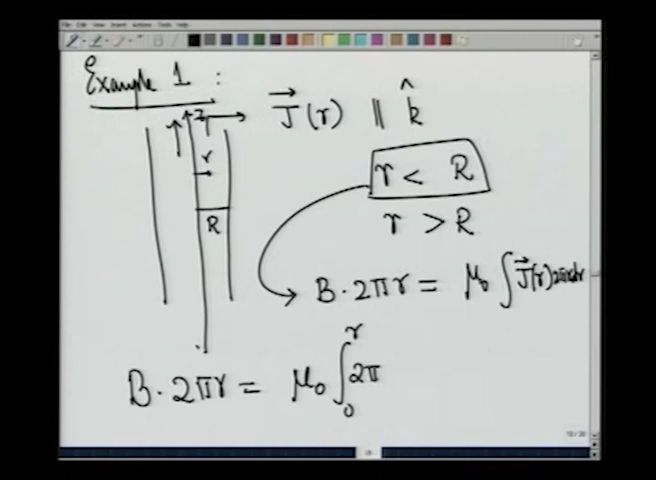 Example 1 :
z
r
R
J⃗(r) ∥ k̂
r < R
r > R
B · 2πr = μ₀ ∫ J⃗(r) 2πr dr
B · 2πr = μ₀ ∫₀ʳ 2π